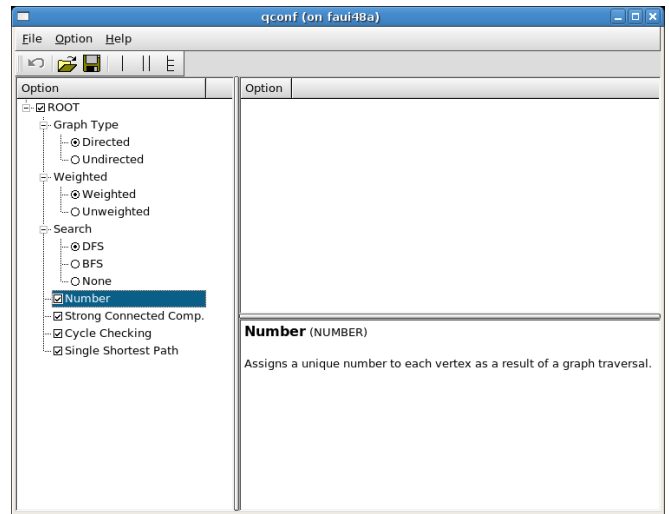 qconf (on faui48a)
File Option Help
Option
Option
ROOT
Graph Type
Directed
Undirected
Weighted
Weighted
Unweighted
Search
DFS
BFS
None
Number
Strong Connected Comp.
Cycle Checking
Single Shortest Path
Number (NUMBER)
Assigns a unique number to each vertex as a result of a graph traversal.